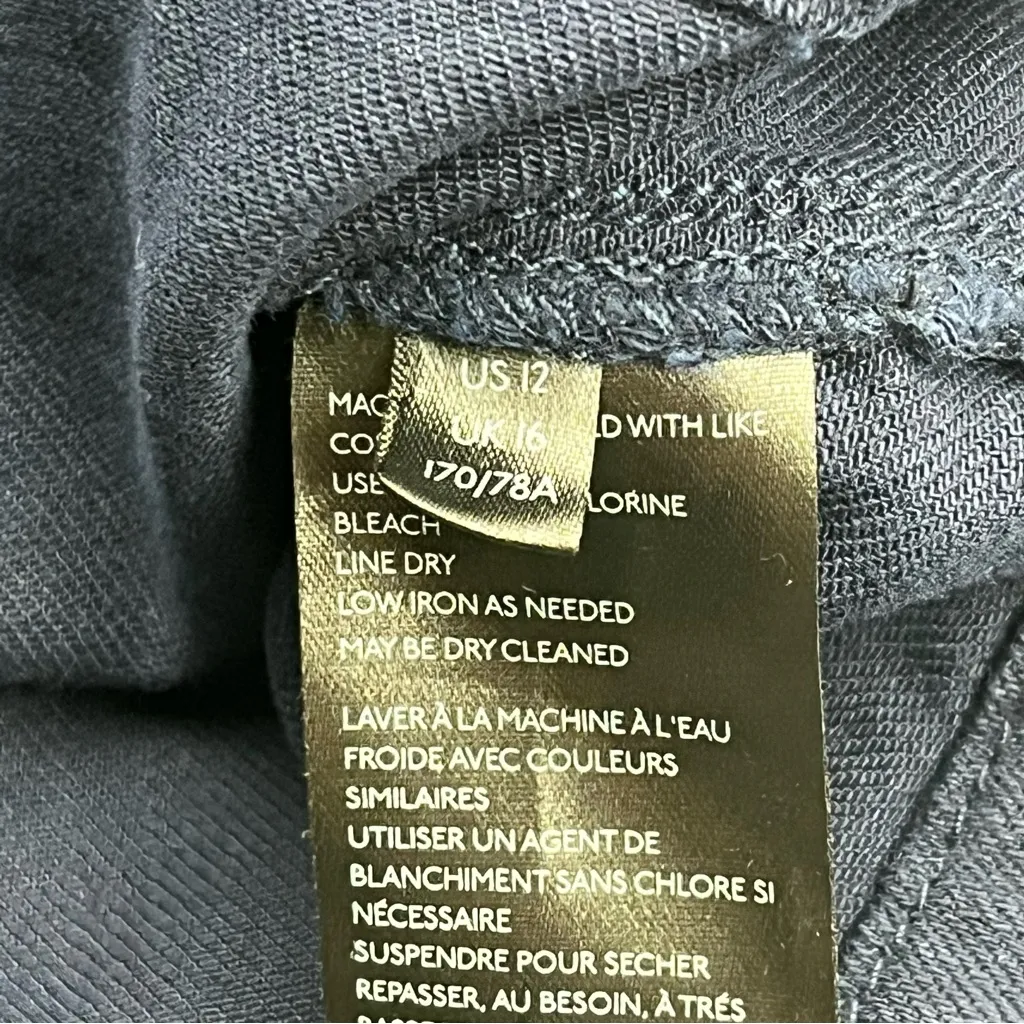 US 12
UK 16
170/78A
MAC
LD WITH LIKE
CO
USE
LORINE
BLEACH
LINE DRY
LOW IRON AS NEEDED
MAY BE DRY CLEANED
LAVER À LA MACHINE À L'EAU
FROIDE AVEC COULEURS
SIMILAIRES
UTILISER UN AGENT DE
BLANCHIMENT SANS CHLORE SI
NÉCESSAIRE
SUSPENDRE POUR SECHER
REPASSER, AU BESOIN, À TRÉS